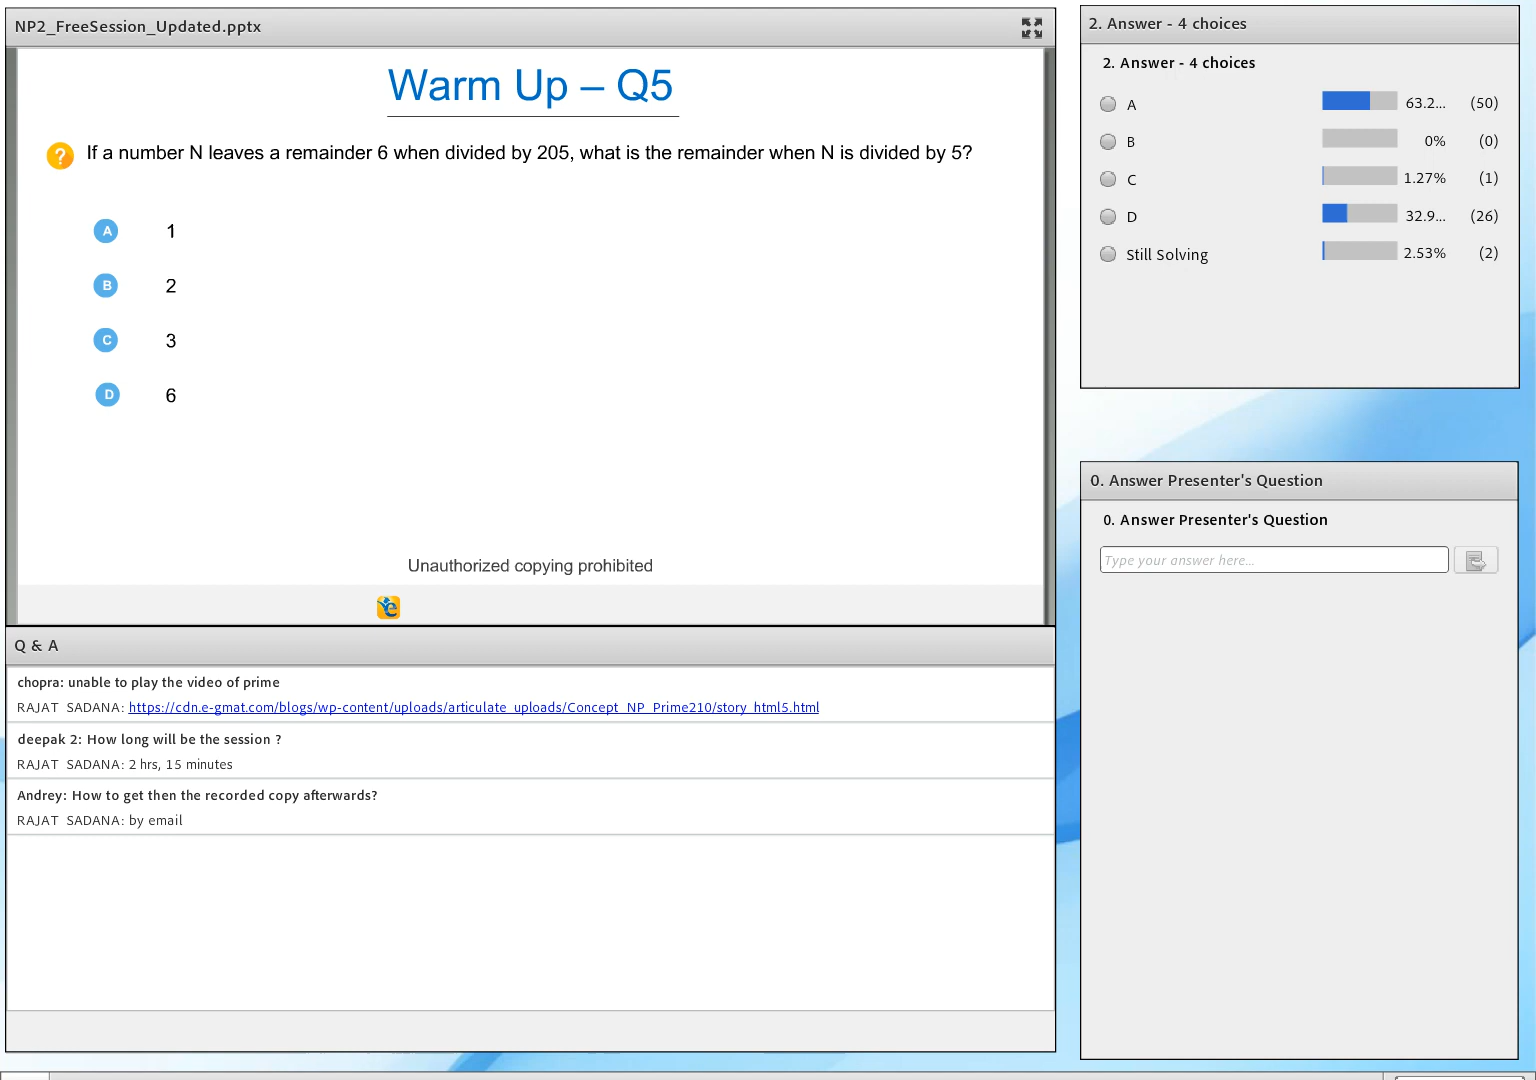 NP2_FreeSession_Updated.pptx
Warm Up – Q5
? If a number N leaves a remainder 6 when divided by 205, what is the remainder when N is divided by 5?
A 1
B 2
C 3
D 6
Unauthorized copying prohibited
e
Q & A
chopra: unable to play the video of prime
RAJAT SADANA: https://cdn.e-gmat.com/blogs/wp-content/uploads/articulate_uploads/Concept_NP_Prime210/story_html5.html
deepak 2: How long will be the session ?
RAJAT SADANA: 2 hrs, 15 minutes
Andrey: How to get then the recorded copy afterwards?
RAJAT SADANA: by email
2. Answer - 4 choices
2. Answer - 4 choices
A 63.2... (50)
B 0% (0)
C 1.27% (1)
D 32.9... (26)
Still Solving 2.53% (2)
0. Answer Presenter's Question
0. Answer Presenter's Question
Type your answer here...